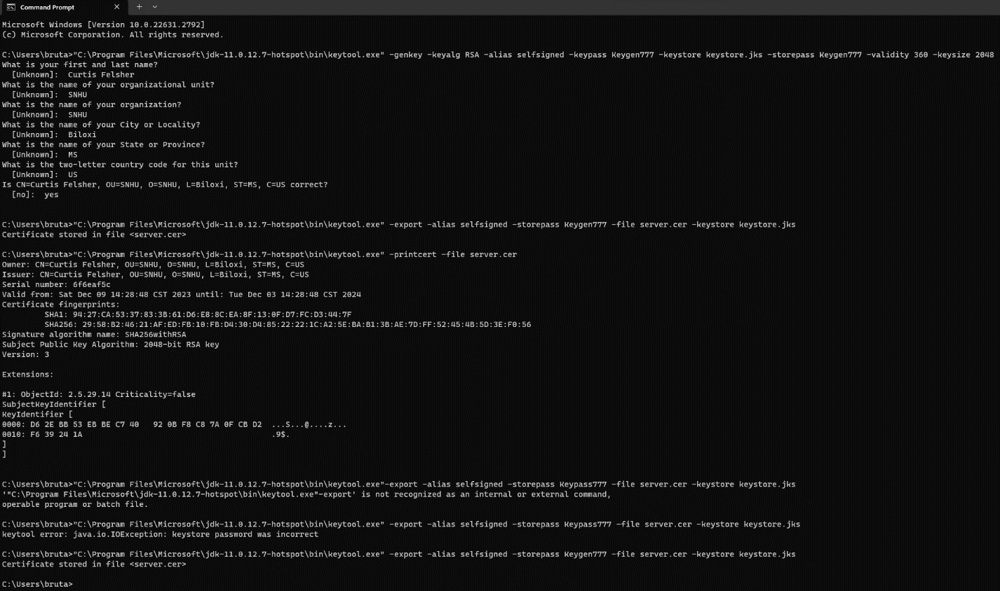 Command Prompt
Microsoft Windows [Version 10.0.22631.2792]
(c) Microsoft Corporation. All rights reserved.
C:\Users\bruta>"C:\Program Files\Microsoft\jdk-11.0.12.7-hotspot\bin\keytool.exe" -genkey -keyalg RSA -alias selfsigned -keypass Keygen777 -keystore keystore.jks -storepass Keygen777 -validity 360 -keysize 2048
What is your first and last name?
[Unknown]: Curtis Felsher
What is the name of your organizational unit?
[Unknown]: SNHU
What is the name of your organization?
[Unknown]: SNHU
What is the name of your City or Locality?
[Unknown]: Biloxi
What is the name of your State or Province?
[Unknown]: MS
What is the two-letter country code for this unit?
[Unknown]: US
Is CN=Curtis Felsher, OU=SNHU, O=SNHU, L=Biloxi, ST=MS, C=US correct?
[no]: yes
C:\Users\bruta>"C:\Program Files\Microsoft\jdk-11.0.12.7-hotspot\bin\keytool.exe" -export -alias selfsigned -storepass Keygen777 -file server.cer -keystore keystore.jks
Certificate stored in file <server.cer>
C:\Users\bruta>"C:\Program Files\Microsoft\jdk-11.0.12.7-hotspot\bin\keytool.exe" -printcert -file server.cer
Owner: CN=Curtis Felsher, OU=SNHU, O=SNHU, L=Biloxi, ST=MS, C=US
Issuer: CN=Curtis Felsher, OU=SNHU, O=SNHU, L=Biloxi, ST=MS, C=US
Serial number: 6f6eaf5c
Valid from: Sat Dec 09 14:28:48 CST 2023 until: Tue Dec 03 14:28:48 CST 2024
Certificate fingerprints:
SHA1: 94:27:CA:53:37:83:3B:61:D6:E8:8C:EA:8F:13:0F:D7:FC:D3:44:7F
SHA256: 29:58:B2:46:21:AF:ED:FB:10:FB:D4:30:D4:85:22:22:1C:A2:5E:BA:B1:3B:AE:7D:FF:52:45:4B:5D:3E:F0:56
Signature algorithm name: SHA256withRSA
Subject Public Key Algorithm: 2048-bit RSA key
Version: 3
Extensions:
#1: ObjectId: 2.5.29.14 Criticality=false
SubjectKeyIdentifier [
KeyIdentifier [
0000: D6 2E BB 53 EB BE C7 40 92 0B F8 C8 7A 0F CB D2 ...S...@....z...
0010: F6 39 24 1A .9$.
]
]
C:\Users\bruta>"C:\Program Files\Microsoft\jdk-11.0.12.7-hotspot\bin\keytool.exe"-export -alias selfsigned -storepass Keypass777 -file server.cer -keystore keystore.jks
'"C:\Program Files\Microsoft\jdk-11.0.12.7-hotspot\bin\keytool.exe"-export' is not recognized as an internal or external command,
operable program or batch file.
C:\Users\bruta>"C:\Program Files\Microsoft\jdk-11.0.12.7-hotspot\bin\keytool.exe" -export -alias selfsigned -storepass Keypass777 -file server.cer -keystore keystore.jks
keytool error: java.io.IOException: keystore password was incorrect
C:\Users\bruta>"C:\Program Files\Microsoft\jdk-11.0.12.7-hotspot\bin\keytool.exe" -export -alias selfsigned -storepass Keygen777 -file server.cer -keystore keystore.jks
Certificate stored in file <server.cer>
C:\Users\bruta>